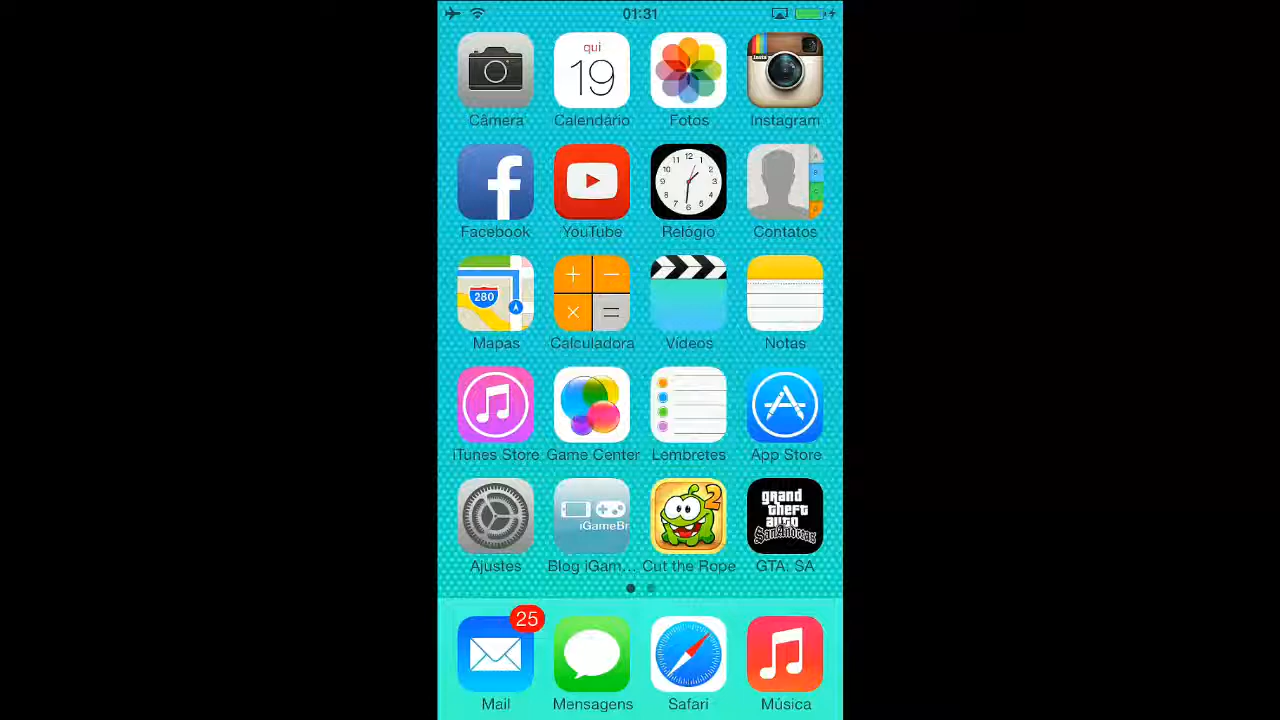 01:31
qui
19
Câmera Calendário Fotos Instagram
Facebook YouTube Relógio Contatos
280
Mapas Calculadora Vídeos Notas
iTunes Store Game Center Lembretes App Store
iGameBr
2
grand
theft
auto
SanAndreas
Ajustes Blog iGam... Cut the Rope GTA: SA
25
Mail Mensagens Safari Música